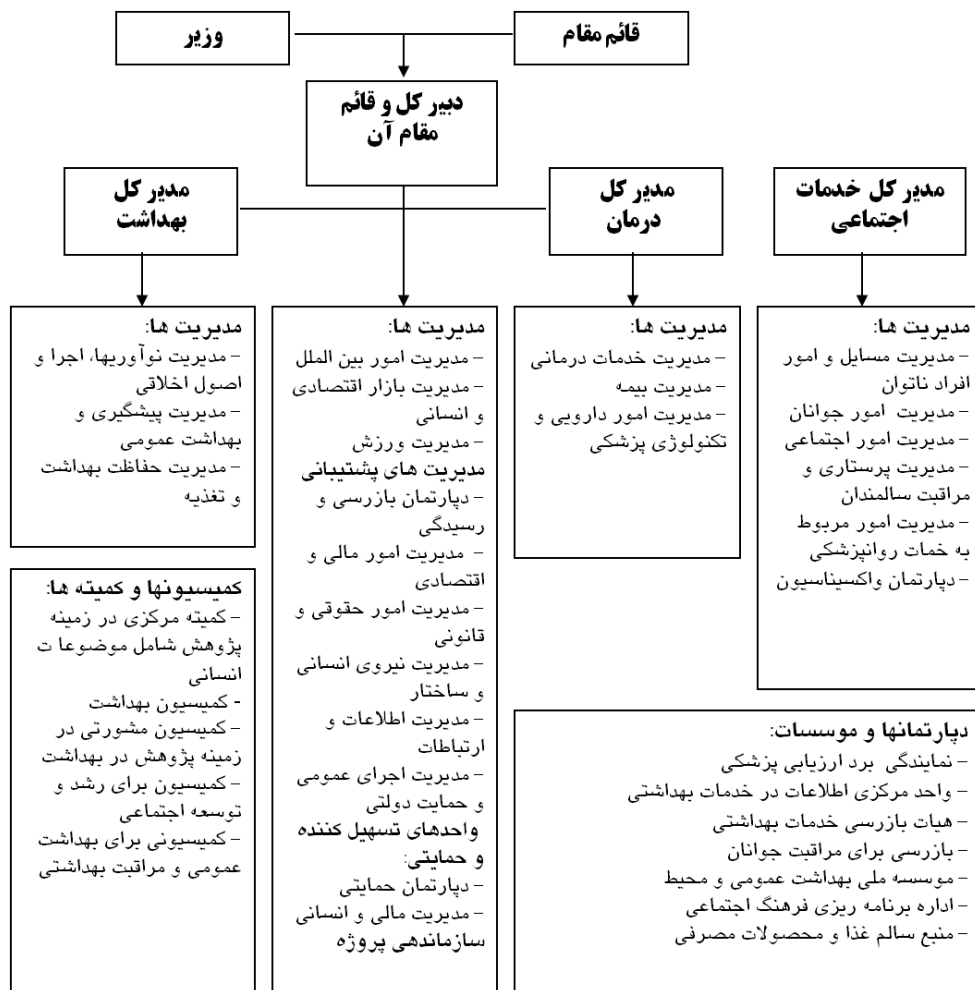 قائم مقام
وزیر
دبیر کل و قائم
مقام آن
مدیر کل خدمات
اجتماعی
مدیر کل
درمان
مدیر کل
بهداشت
مدیریت ها:
– مدیریت مسایل و امور
افراد ناتوان
– مدیریت امور جوانان
– مدیریت امور اجتماعی
– مدیریت پرستاری و
مراقبت سالمندان
– مدیریت امور مربوط
به خمات روانپزشکی
– دپارتمان واکسیناسیون
مدیریت ها:
– مدیریت خدمات درمانی
– مدیریت بیمه
– مدیریت امور دارویی و
تکنولوژی پزشکی
مدیریت ها:
– مدیریت امور بین الملل
– مدیریت بازار اقتصادی
و انسانی
– مدیریت ورزش
مدیریت های پشتیبانی
– دپارتمان بازرسی و
رسیدگی
– مدیریت امور مالی و
اقتصادی
– مدیریت امور حقوقی و
قانونی
– مدیریت نیروی انسانی
و ساختار
– مدیریت اطلاعات و
ارتباطات
– مدیریت اجرای عمومی
و حمایت دولتی
واحدهای تسهیل کننده
و حمایتی:
– دپارتمان حمایتی
– مدیریت مالی و انسانی
سازماندهی پروژه
مدیریت ها:
– مدیریت نوآوریها، اجرا و
اصول اخلاقی
– مدیریت پیشگیری و
بهداشت عمومی
– مدیریت حفاظت بهداشت
و تغذیه
کمیسیونها و کمیته ها:
– کمیته مرکزی در زمینه
پژوهش شامل موضوعا ت
انسانی
- کمیسیون بهداشت
– کمیسیون مشورتی در
زمینه پژوهش در بهداشت
– کمیسیون برای رشد و
توسعه اجتماعی
– کمیسیونی برای بهداشت
عمومی و مراقبت بهداشتی
دپارتمانها و موسسات:
– نمایندگی برد ارزیابی پزشکی
– واحد مرکزی اطلاعات در خدمات بهداشتی
– هیات بازرسی خدمات بهداشتی
– بازرسی برای مراقبت جوانان
– موسسه ملی بهداشت عمومی و محیط
– اداره برنامه ریزی فرهنگ اجتماعی
– منبع سالم غذا و محصولات مصرفی